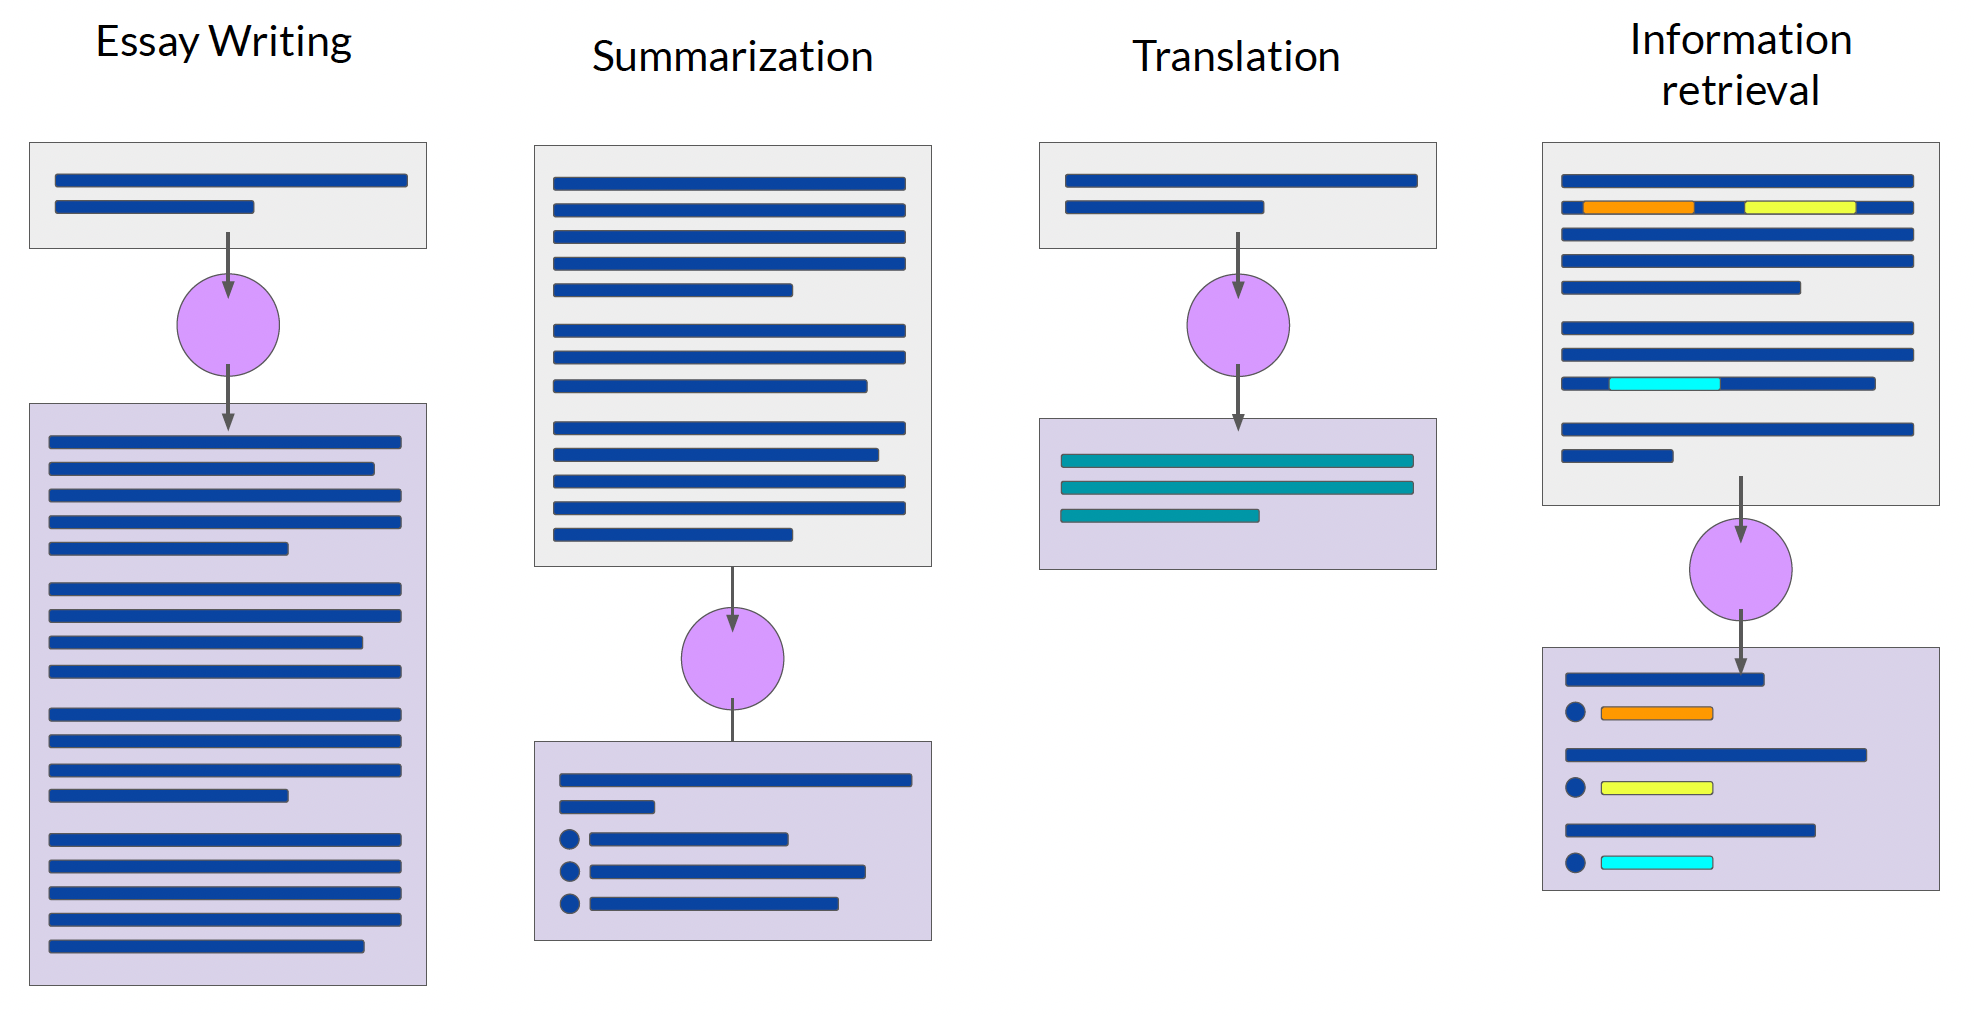 Essay Writing
Summarization
Translation
Information
retrieval